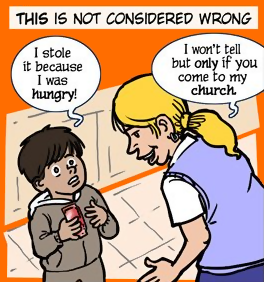 THIS IS NOT CONSIDERED WRONG
I stole
it because
I was
hungry!
I won't tell
but only if you
come to my
church.